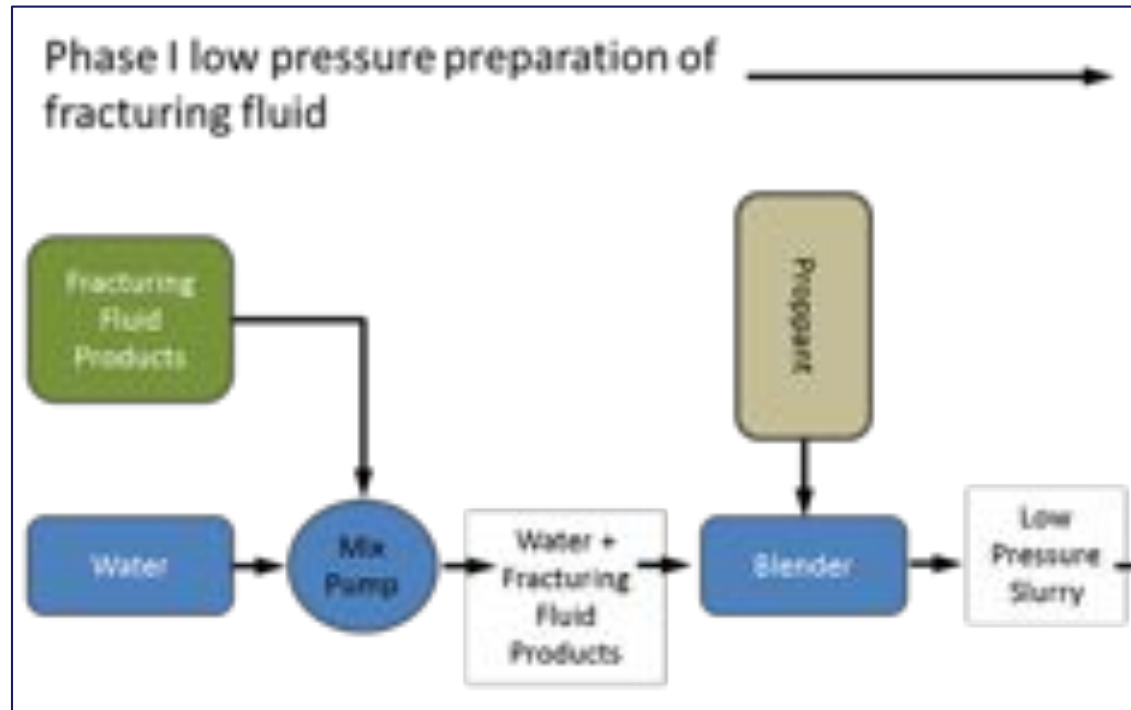 Phase I low pressure preparation of
fracturing fluid
Fracturing
Fluid
Products
Proppant
Water
Mix
Pump
Water +
Fracturing
Fluid
Products
Blender
Low
Pressure
Slurry